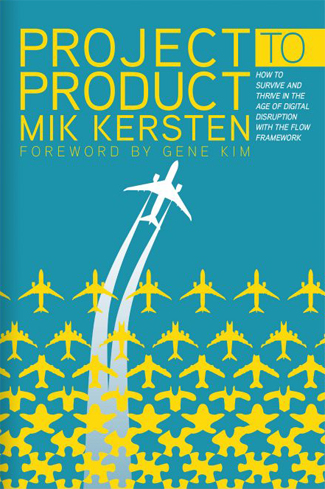 PROJECT TO
PRODUCT
MIK KERSTEN
FOREWORD BY GENE KIM
HOW TO
SURVIVE AND
THRIVE IN THE
AGE OF DIGITAL
DISRUPTION
WITH THE FLOW
FRAMEWORK